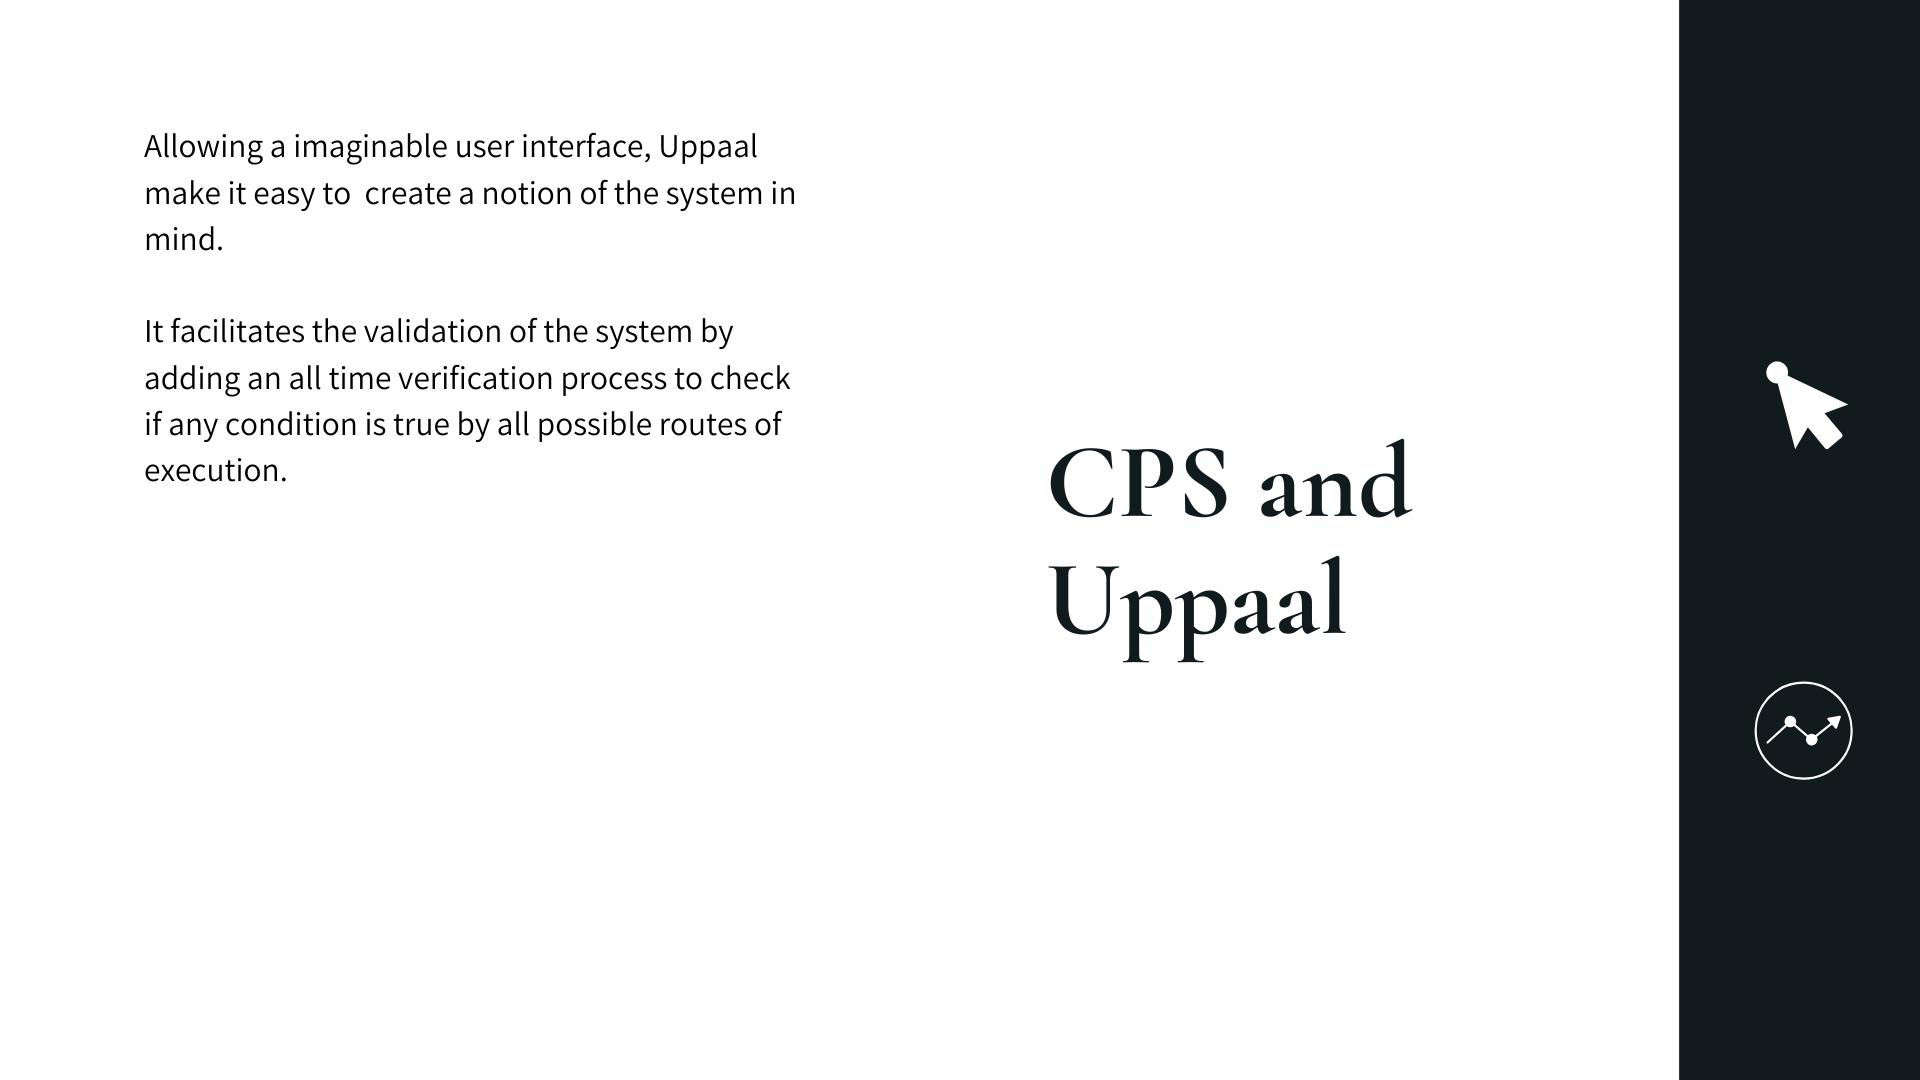 Allowing a imaginable user interface, Uppaal
make it easy to  create a notion of the system in
mind.
It facilitates the validation of the system by
adding an all time verification process to check
if any condition is true by all possible routes of
execution.
CPS and
Uppaal